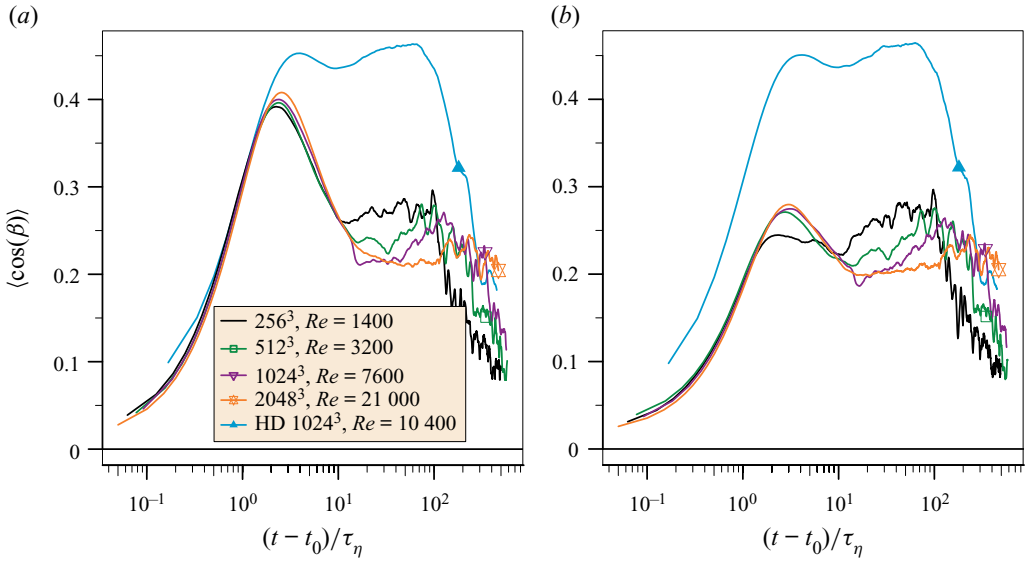 (a)
(b)
0.4
0.3
0.2
0.1
0
⟨cos(β)⟩
256³, Re = 1400
512³, Re = 3200
1024³, Re = 7600
2048³, Re = 21 000
HD 1024³, Re = 10 400
10⁻¹ 10⁰ 10¹ 10²
(t − t₀)/τ_η
0.4
0.3
0.2
0.1
0
10⁻¹ 10⁰ 10¹ 10²
(t − t₀)/τ_η